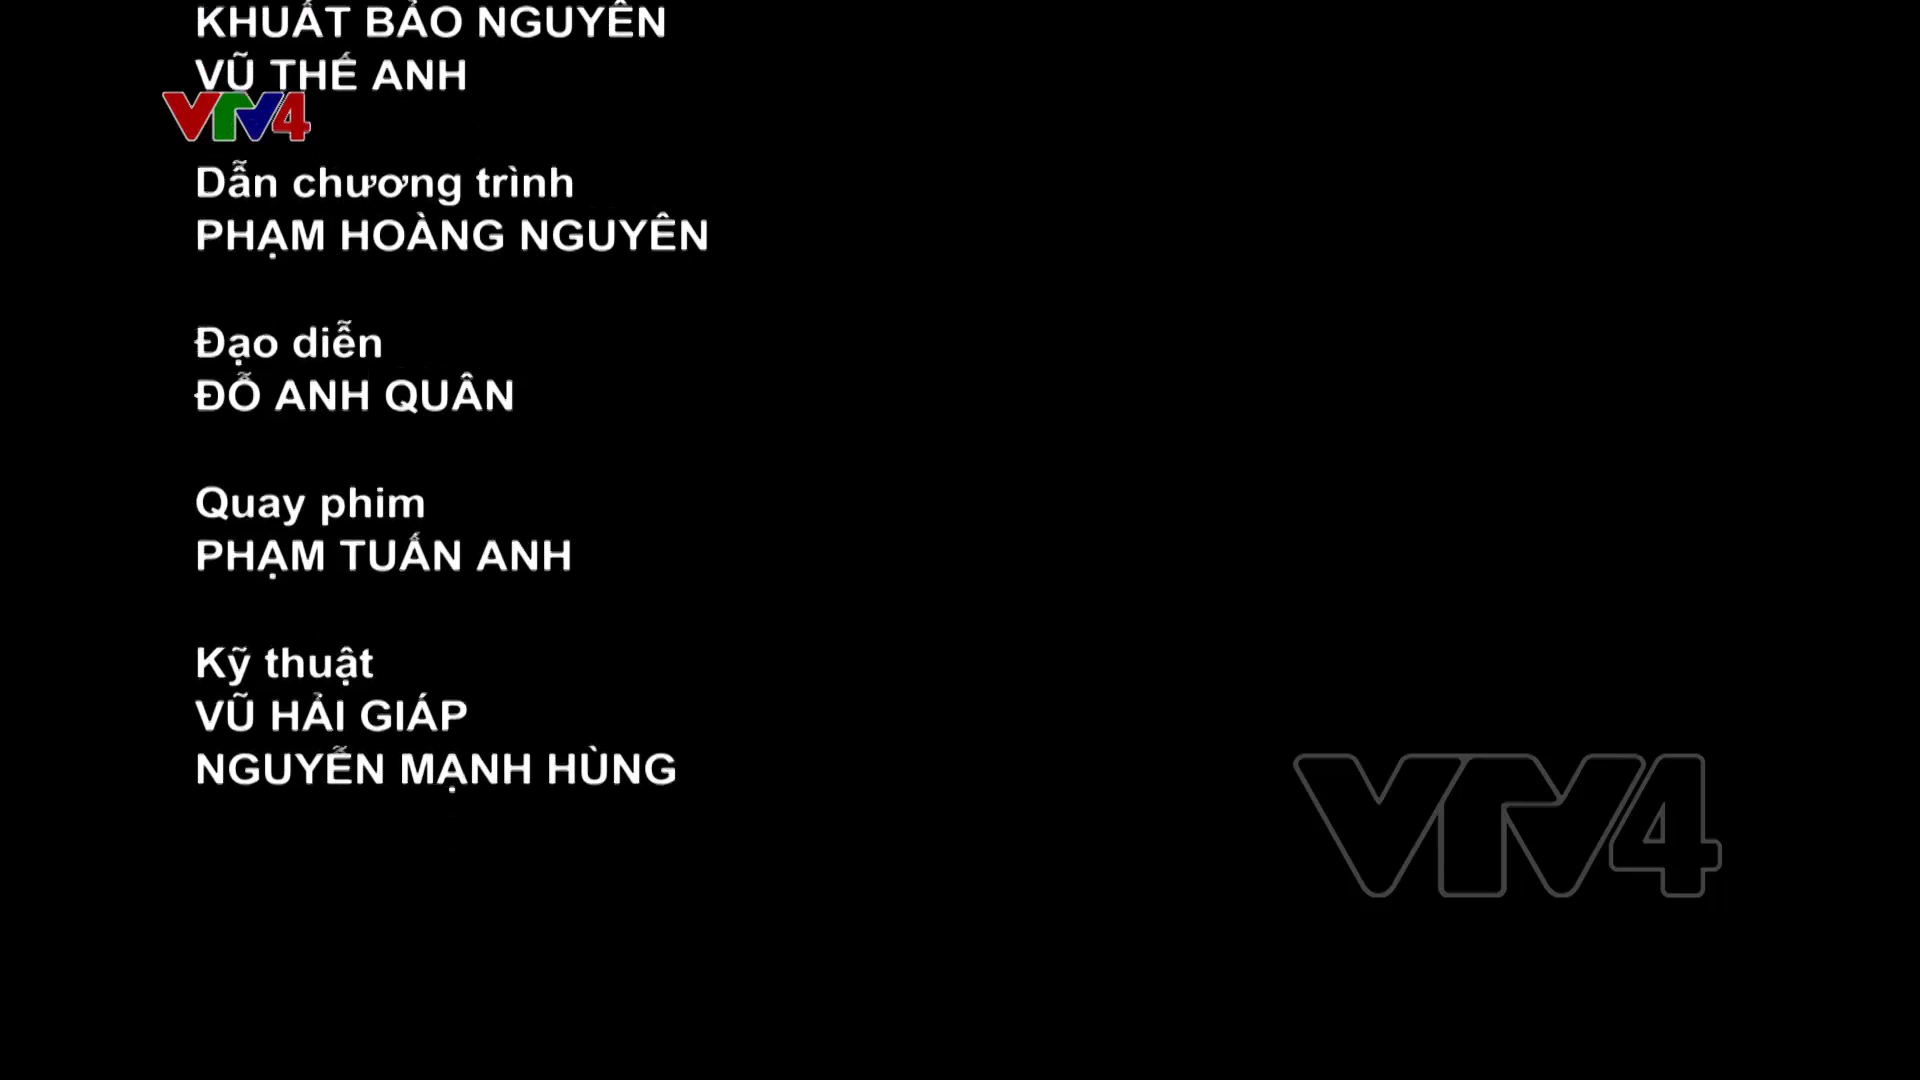 KHUẤT BẢO NGUYÊN
VŨ THẾ ANH
VTV4
Dẫn chương trình
PHẠM HOÀNG NGUYÊN
Đạo diễn
ĐỖ ANH QUÂN
Quay phim
PHẠM TUẤN ANH
Kỹ thuật
VŨ HẢI GIÁP
NGUYỄN MẠNH HÙNG
VTV4